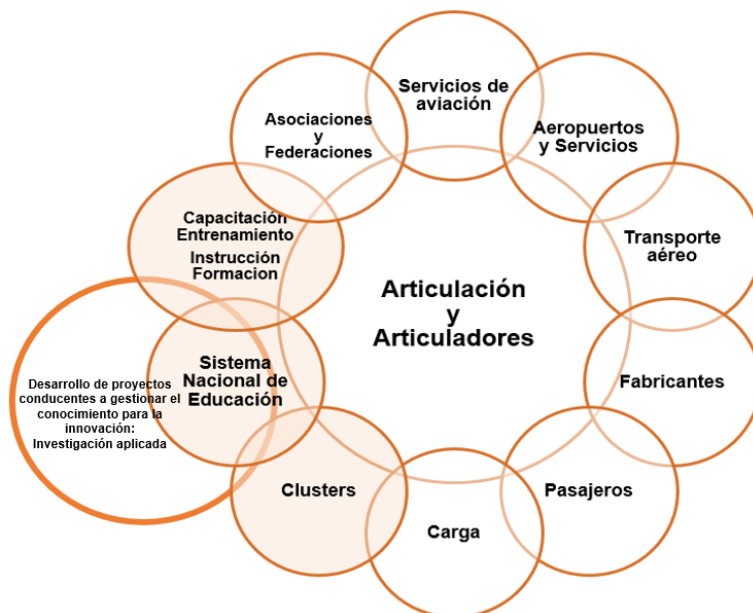 Servicios de
aviación
Aeropuertos
y Servicios
Transporte
aéreo
Fabricantes
Pasajeros
Carga
Clusters
Sistema
Nacional de
Educación
Desarrollo de proyectos
conducentes a gestionar el
conocimiento para la
innovación:
Investigación aplicada
Capacitación
Entrenamiento
Instrucción
Formacion
Asociaciones
y
Federaciones
Articulación
y
Articuladores